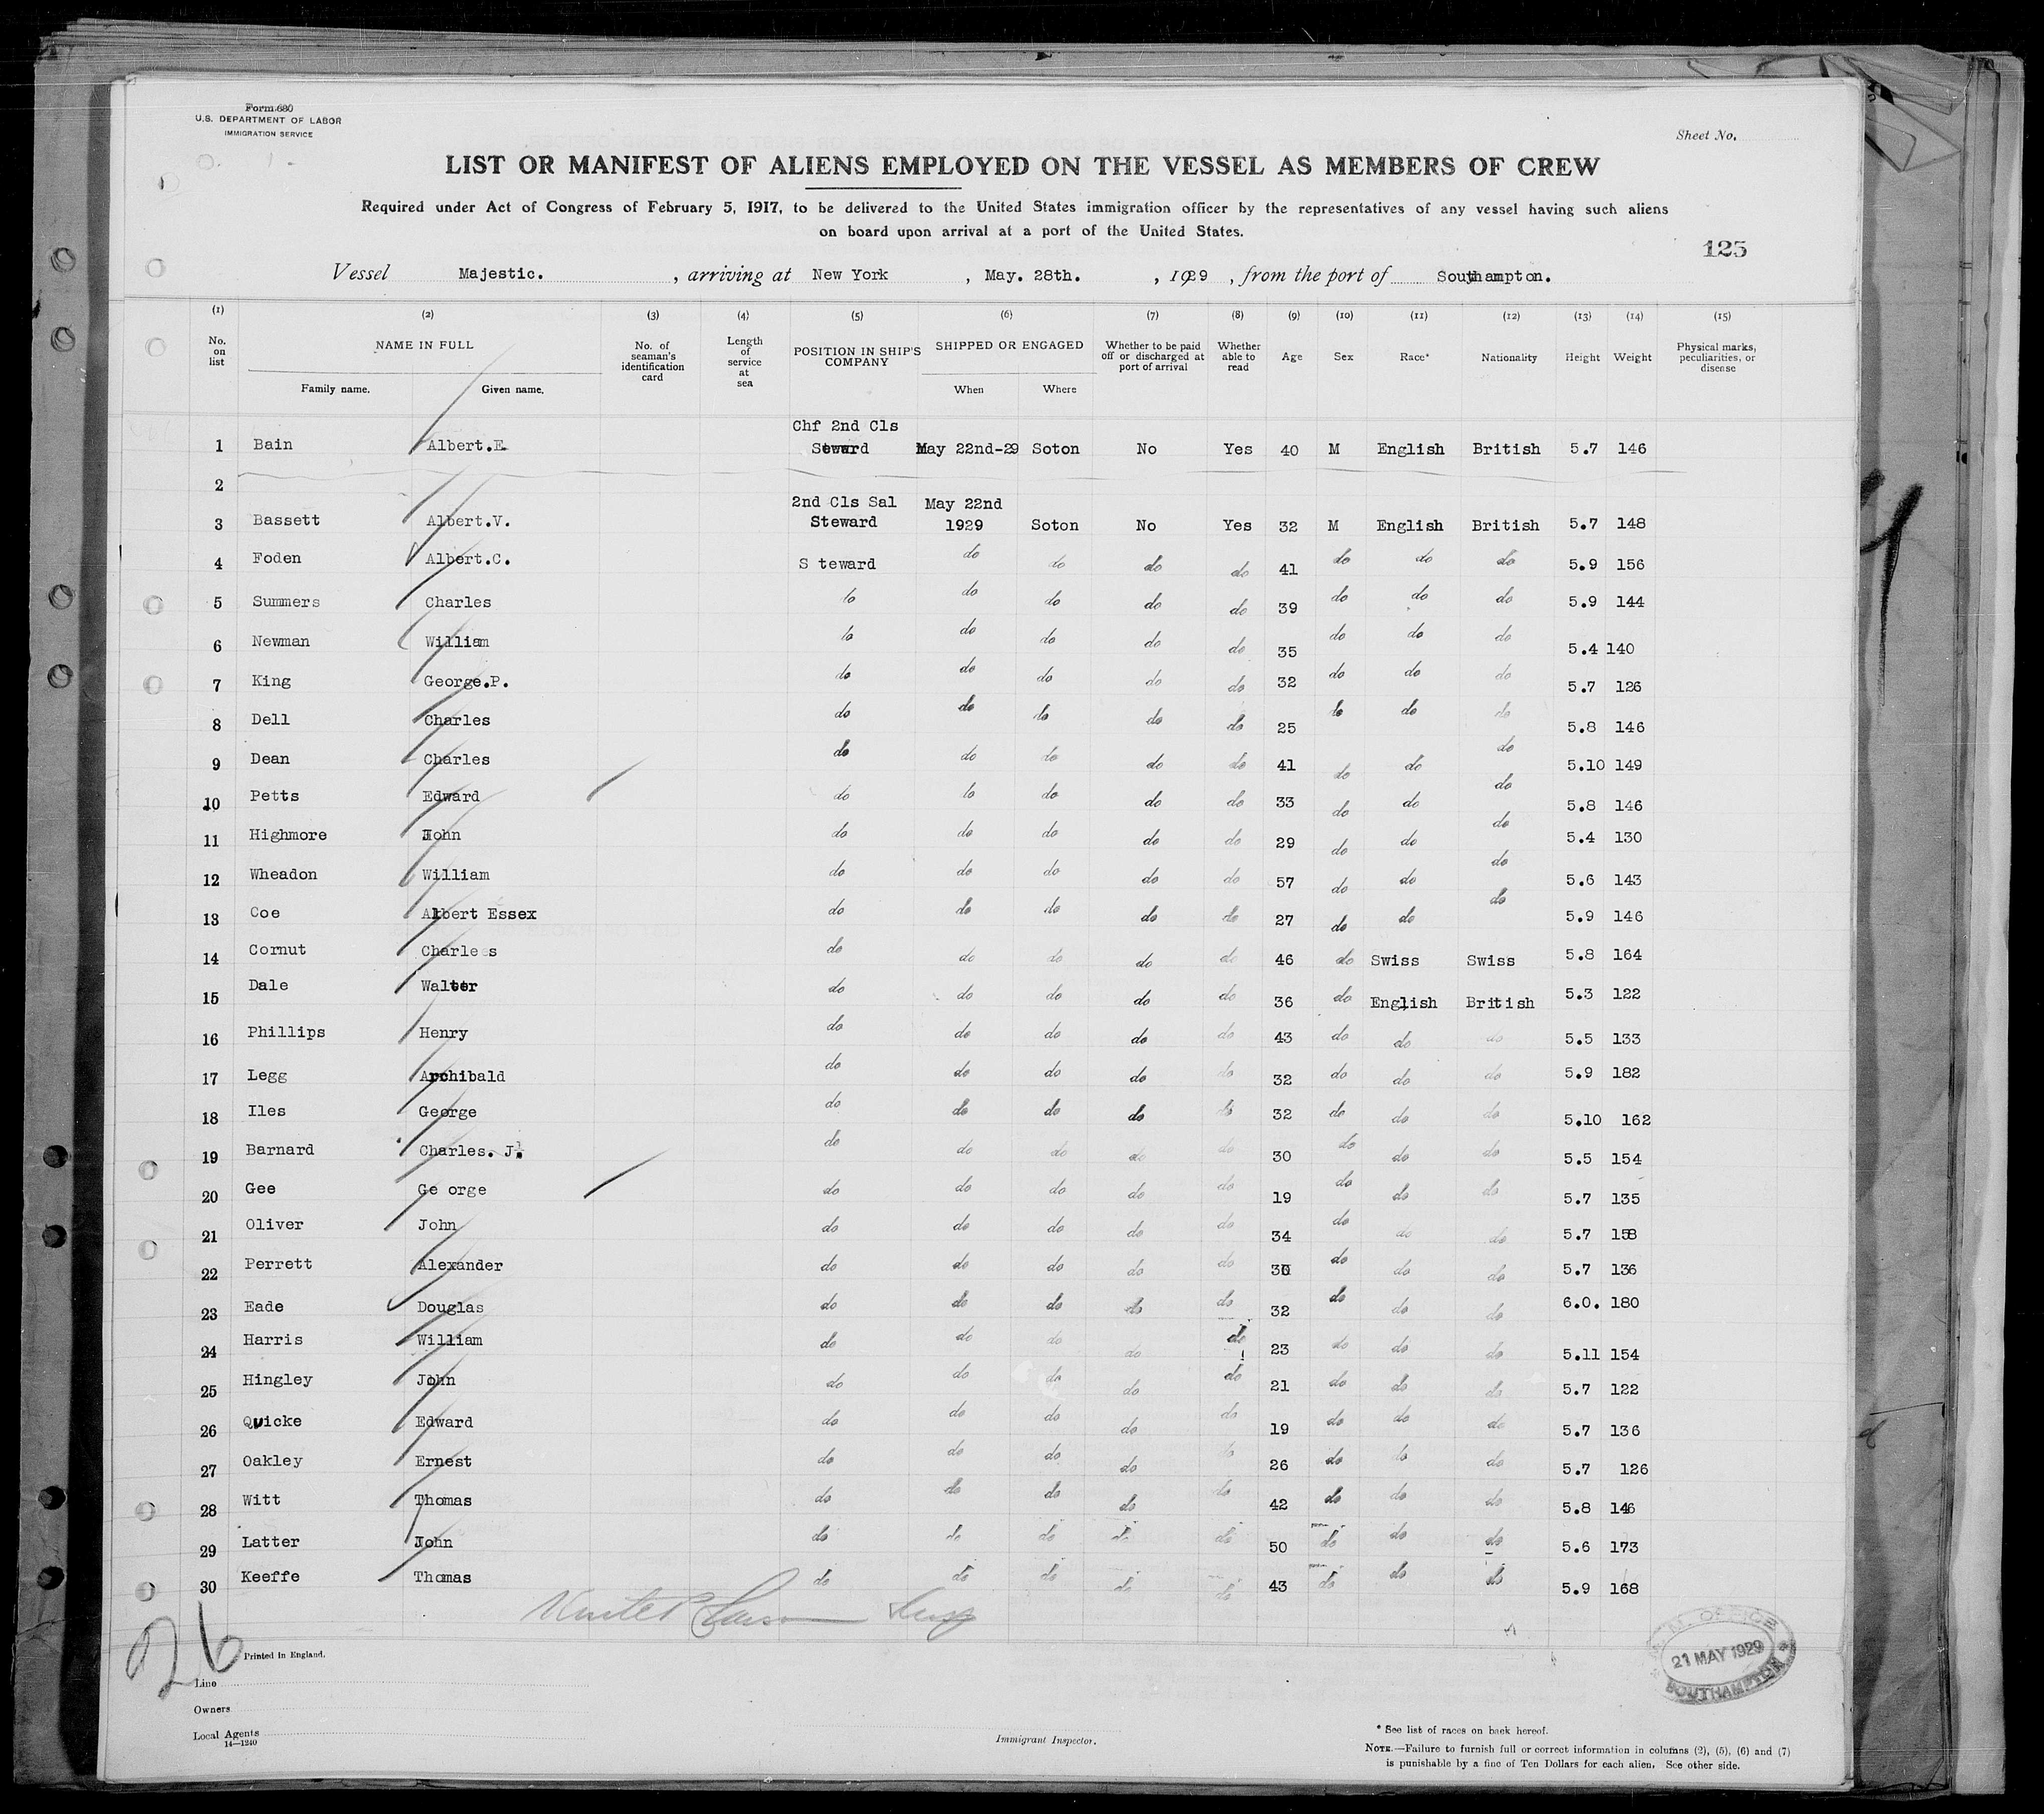 Form 680
U.S. DEPARTMENT OF LABOR
IMMIGRATION SERVICE
Sheet No.
LIST OR MANIFEST OF ALIENS EMPLOYED ON THE VESSEL AS MEMBERS OF CREW
Required under Act of Congress of February 5, 1917, to be delivered to the United States immigration officer by the representatives of any vessel having such aliens
on board upon arrival at a port of the United States.
125
Vessel Majestic. , arriving at New York , May. 28th. , 1929 , from the port of Southampton.
(1) (2) (3) (4) (5) (6) (7) (8) (9) (10) (11) (12) (13) (14) (15)
No. on list NAME IN FULL Family name. Given name. No. of seaman's identification card Length of service at sea POSITION IN SHIP'S COMPANY SHIPPED OR ENGAGED When Where Whether to be paid off or discharged at port of arrival Whether able to read Age Sex Race* Nationality Height Weight Physical marks, peculiarities, or disease
1 Bain Albert.E. Chf 2nd Cls Steward May 22nd-29 Soton No Yes 40 M English British 5.7 146
2
3 Bassett Albert.V. 2nd Cls Sal Steward May 22nd 1929 Soton No Yes 32 M English British 5.7 148
4 Foden Albert.C. S teward do do do do 41 do do do 5.9 156
5 Summers Charles do do do do do 39 do do do 5.9 144
6 Newman William do do do do do 35 do do do 5.4 140
7 King George.P. do do do do do 32 do do do 5.7 126
8 Dell Charles do do do do do 25 do do do 5.8 146
9 Dean Charles do do do do do 41 do do do 5.10 149
10 Petts Edward do do do do do 33 do do do 5.8 146
11 Highmore John do do do do do 29 do do do 5.4 130
12 Wheadon William do do do do do 57 do do do 5.6 143
13 Coe Albert Essex do do do do do 27 do do do 5.9 146
14 Cornut Charles do do do do do 46 do Swiss Swiss 5.8 164
15 Dale Walter do do do do do 36 do English British 5.3 122
16 Phillips Henry do do do do do 43 do do do 5.5 133
17 Legg Archibald do do do do do 32 do do do 5.9 182
18 Iles George do do do do do 32 do do do 5.10 162
19 Barnard Charles. J. do do do do do 30 do do do 5.5 154
20 Gee Ge orge do do do do do 19 do do do 5.7 135
21 Oliver John do do do do do 34 do do do 5.7 158
22 Perrett Alexander do do do do do do do do 5.7 136
23 Eade Douglas do do do do do 32 do do do 6.0. 180
24 Harris William do do do do do 23 do do do 5.11 154
25 Hingley John do do do do do 21 do do do 5.7 122
26 Quicke Edward do do do do do 19 do do do 5.7 136
27 Oakley Ernest do do do do do 26 do do do 5.7 126
28 Witt Thomas do do do do do 42 do do do 5.8 146
29 Latter John do do do do do 50 do do do 5.6 173
30 Keeffe Thomas do do do do do 43 do do do 5.9 168
26
Printed in England.
Line
Owners
Local Agents
14—1240
Immigrant Inspector.
M. M. OFFICE
21 MAY 1929
SOUTHAMPTON
* See list of races on back hereof.
NOTE.—Failure to furnish full or correct information in columns (2), (5), (6) and (7)
is punishable by a fine of Ten Dollars for each alien. See other side.